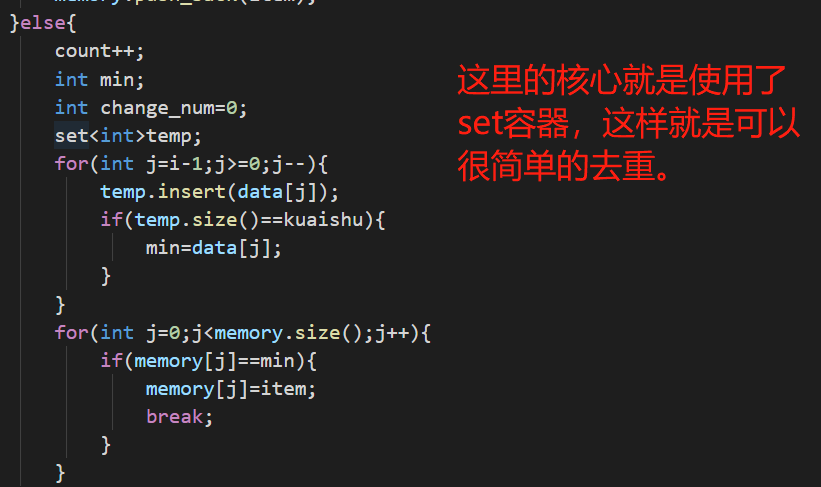 memory.push_back(item);
}else{
count++;
int min;
int change_num=0;
set<int>temp;
for(int j=i-1;j>=0;j--){
temp.insert(data[j]);
if(temp.size()==kuaishu){
min=data[j];
}
}
for(int j=0;j<memory.size();j++){
if(memory[j]==min){
memory[j]=item;
break;
}
}
这里的核心就是使用了
set容器，这样就是可以
很简单的去重。